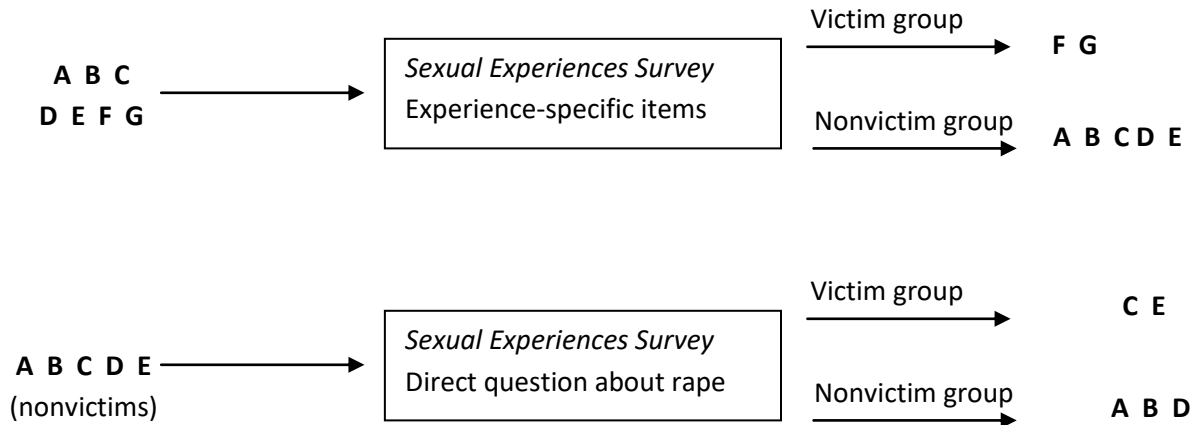 Victim group
F G
A B C
D E F G
Sexual Experiences Survey
Experience-specific items
Nonvictim group
A B C D E
Victim group
C E
Sexual Experiences Survey
Direct question about rape
A B C D E
(nonvictims)
Nonvictim group
A B D